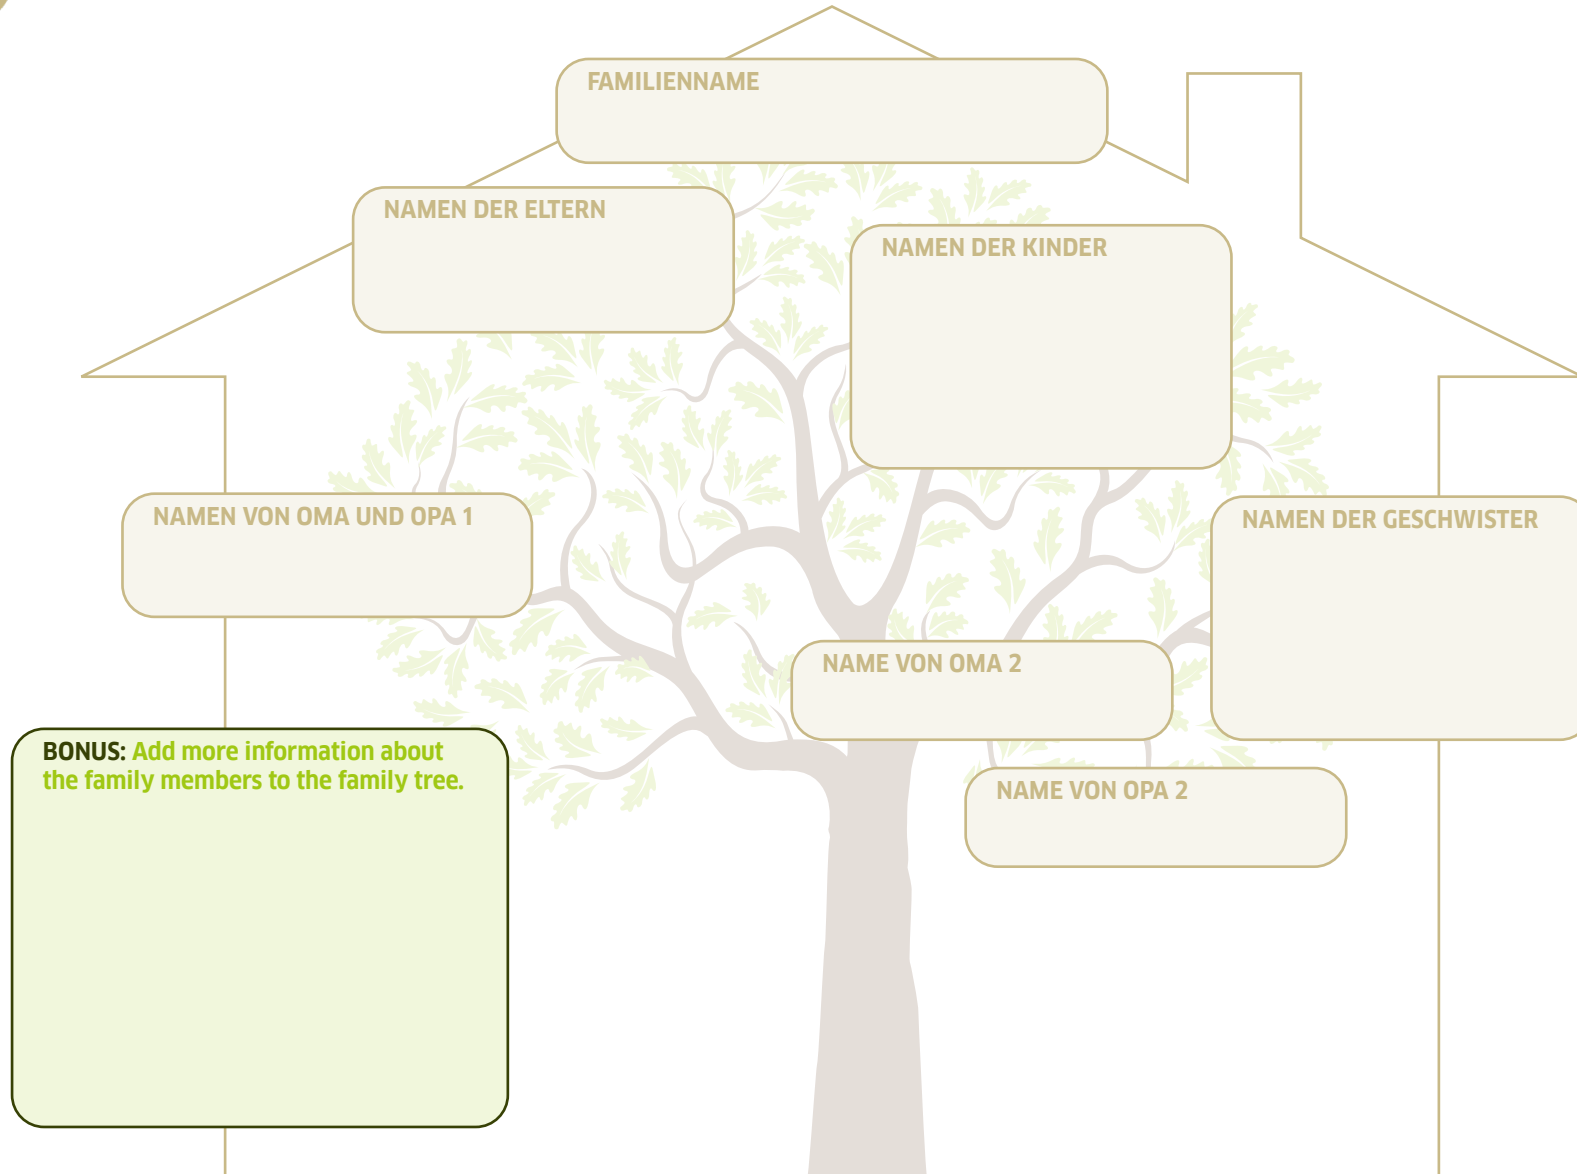 FAMILIENNAME
NAMEN DER ELTERN
NAMEN DER KINDER
NAMEN VON OMA UND OPA 1
NAMEN DER GESCHWISTER
NAME VON OMA 2
BONUS: Add more information about
the family members to the family tree.
NAME VON OPA 2